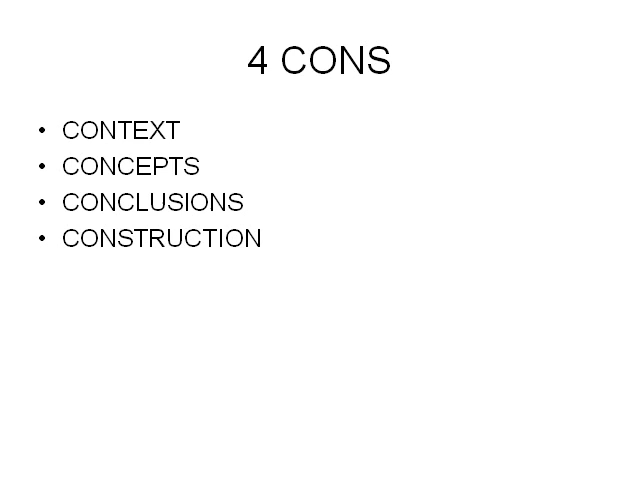 4 CONS
• CONTEXT
• CONCEPTS
• CONCLUSIONS
• CONSTRUCTION